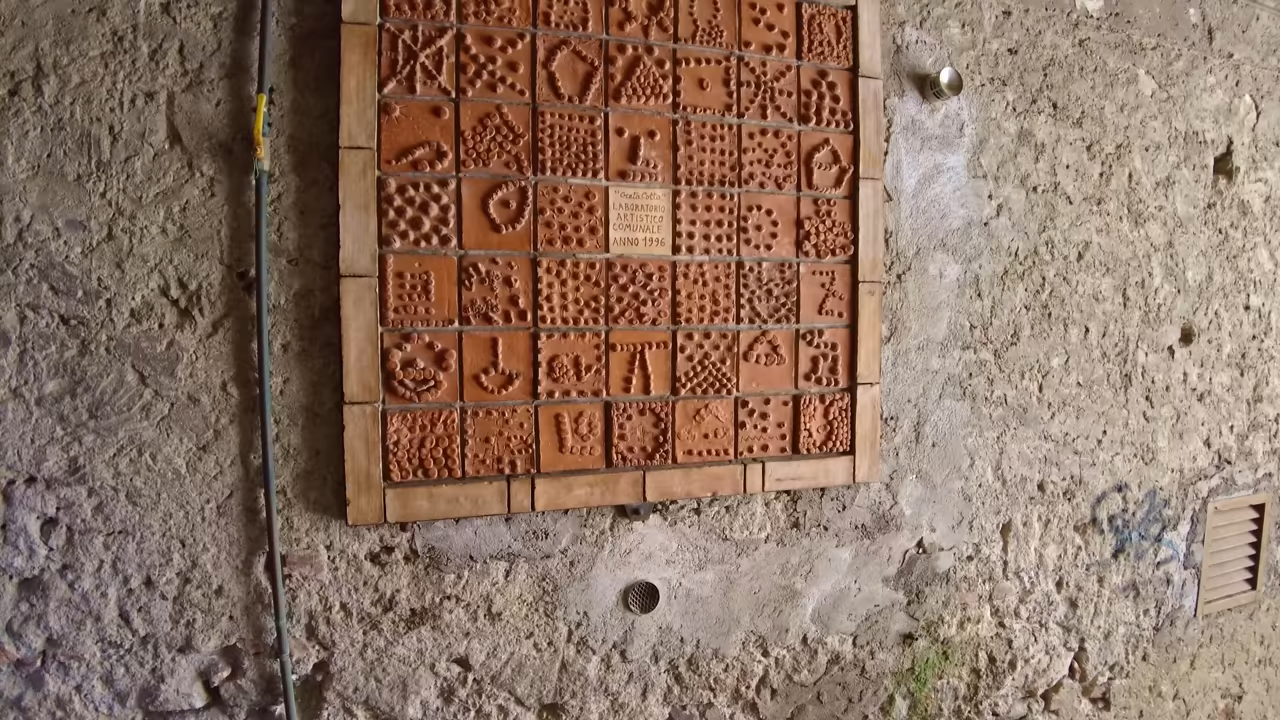 "Creta Cotta"
LABORATORIO
ARTISTICO
COMUNALE
ANNO 1996